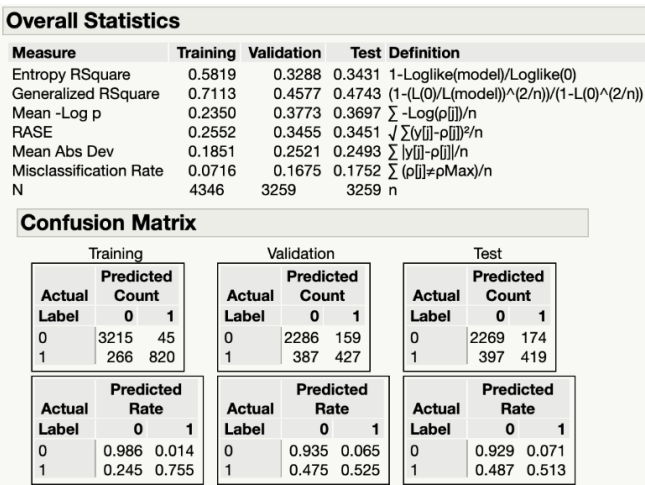 Overall Statistics
Measure Training Validation Test Definition
Entropy RSquare 0.5819 0.3288 0.3431 1-Loglike(model)/Loglike(0)
Generalized RSquare 0.7113 0.4577 0.4743 (1-(L(0)/L(model))^(2/n))/(1-L(0)^(2/n))
Mean -Log p 0.2350 0.3773 0.3697 ∑ -Log(ρ[j])/n
RASE 0.2552 0.3455 0.3451 √ ∑(y[j]-ρ[j])²/n
Mean Abs Dev 0.1851 0.2521 0.2493 ∑ |y[j]-ρ[j]|/n
Misclassification Rate 0.0716 0.1675 0.1752 ∑ (ρ[j]≠ρMax)/n
N 4346 3259 3259 n
Confusion Matrix
Training Validation Test
Predicted Predicted Predicted
Actual Count Actual Count Actual Count
Label 0 1 Label 0 1 Label 0 1
0 3215 45 0 2286 159 0 2269 174
1 266 820 1 387 427 1 397 419
Predicted Predicted Predicted
Actual Rate Actual Rate Actual Rate
Label 0 1 Label 0 1 Label 0 1
0 0.986 0.014 0 0.935 0.065 0 0.929 0.071
1 0.245 0.755 1 0.475 0.525 1 0.487 0.513